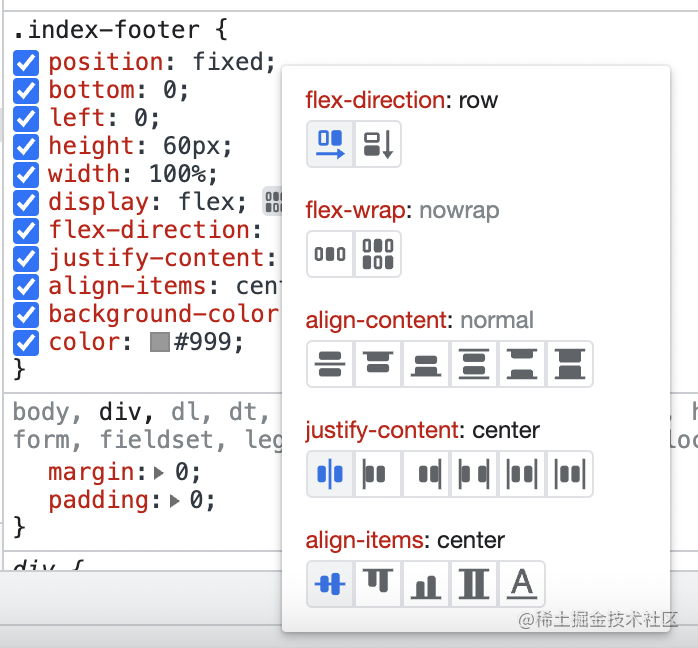 .index-footer {
position: fixed;
bottom: 0;
left: 0;
height: 60px;
width: 100%;
display: flex;
flex-direction:
justify-content:
align-items: cen
background-color
color: #999;
}
body, div, dl, dt,
form, fieldset, leg
margin: 0;
padding: 0;
}
div {
flex-direction: row
flex-wrap: nowrap
align-content: normal
justify-content: center
align-items: center
A
@稀土掘金技术社区